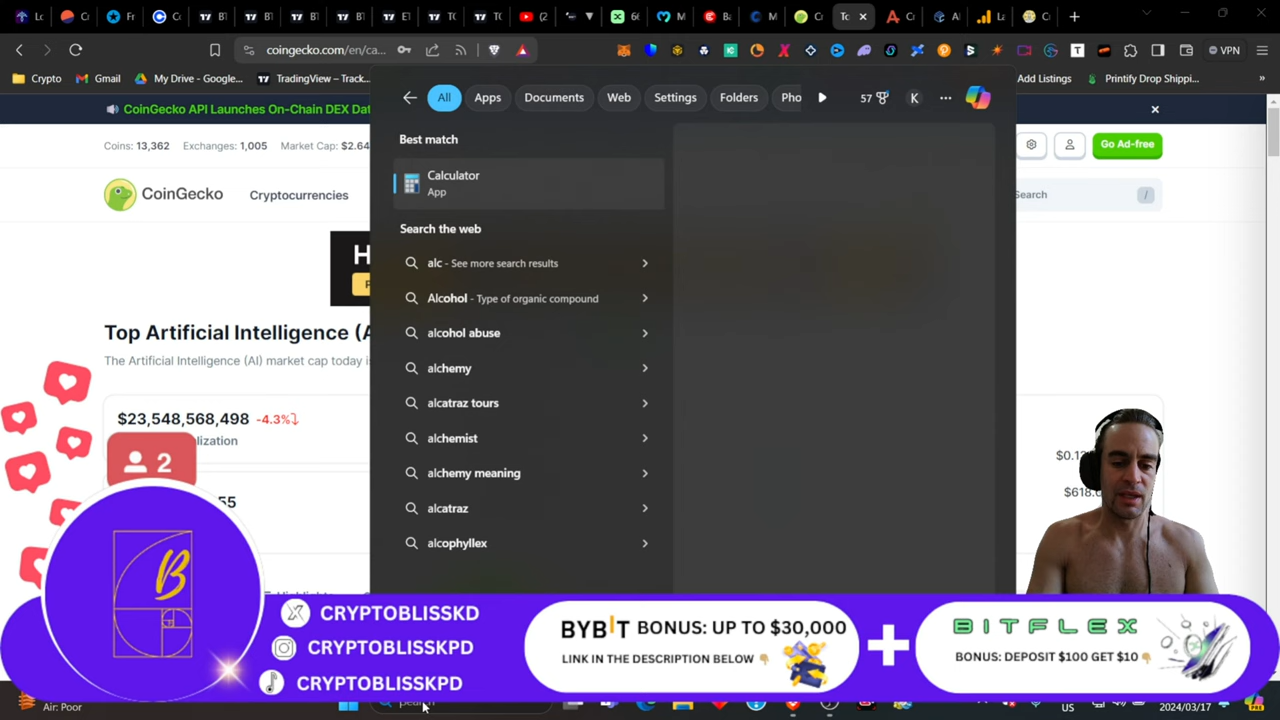 coingecko.com/en/ca...
VPN
Crypto
Gmail
My Drive - Google...
TradingView – Track...
Add Listings
Printify Drop Shippi...
CoinGecko API Launches On-Chain DEX Dat
Coins: 13,362
Exchanges: 1,005
Market Cap: $2.64
Go Ad-free
CoinGecko
Cryptocurrencies
Search
/
All
Apps
Documents
Web
Settings
Folders
Pho
57
K
Best match
Calculator
App
Search the web
alc - See more search results
Alcohol - Type of organic compound
alcohol abuse
alchemy
alcatraz tours
alchemist
alchemy meaning
alcatraz
alcophyllex
Top Artificial Intelligence (A
The Artificial Intelligence (AI) market cap today i
$23,548,568,498 -4.3%
lization
2
55
$618.
B
CRYPTOBLISSKD
CRYPTOBLISSKPD
CRYPTOBLISSKPD
BYBIT BONUS: UP TO $30,000
LINK IN THE DESCRIPTION BELOW
BITFLEX
BONUS: DEPOSIT $100 GET $10
Air: Poor
US
2024/03/17